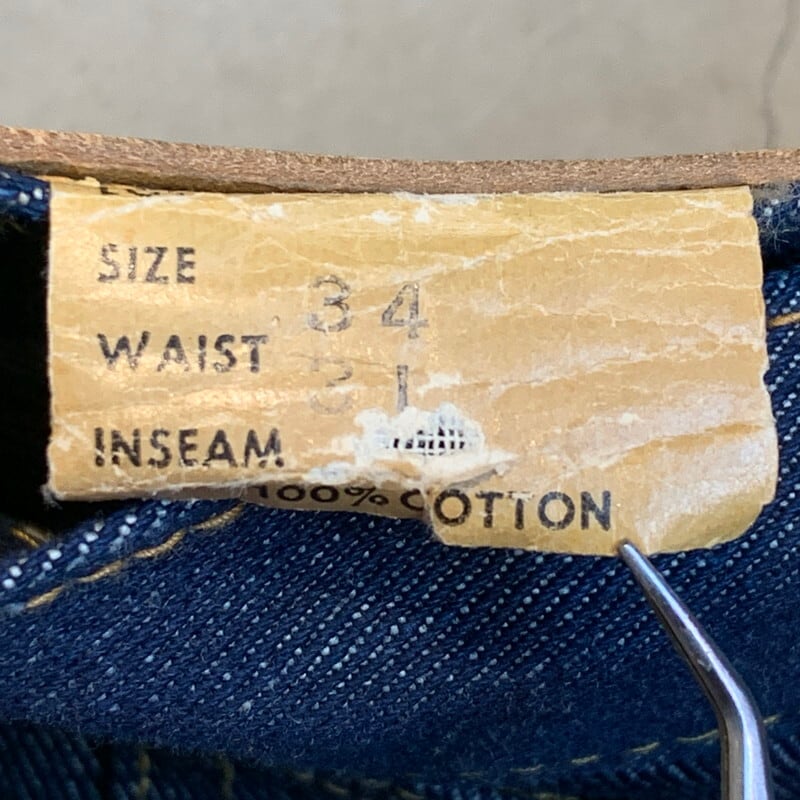 SIZE
34
WAIST
31
INSEAM
100% COTTON